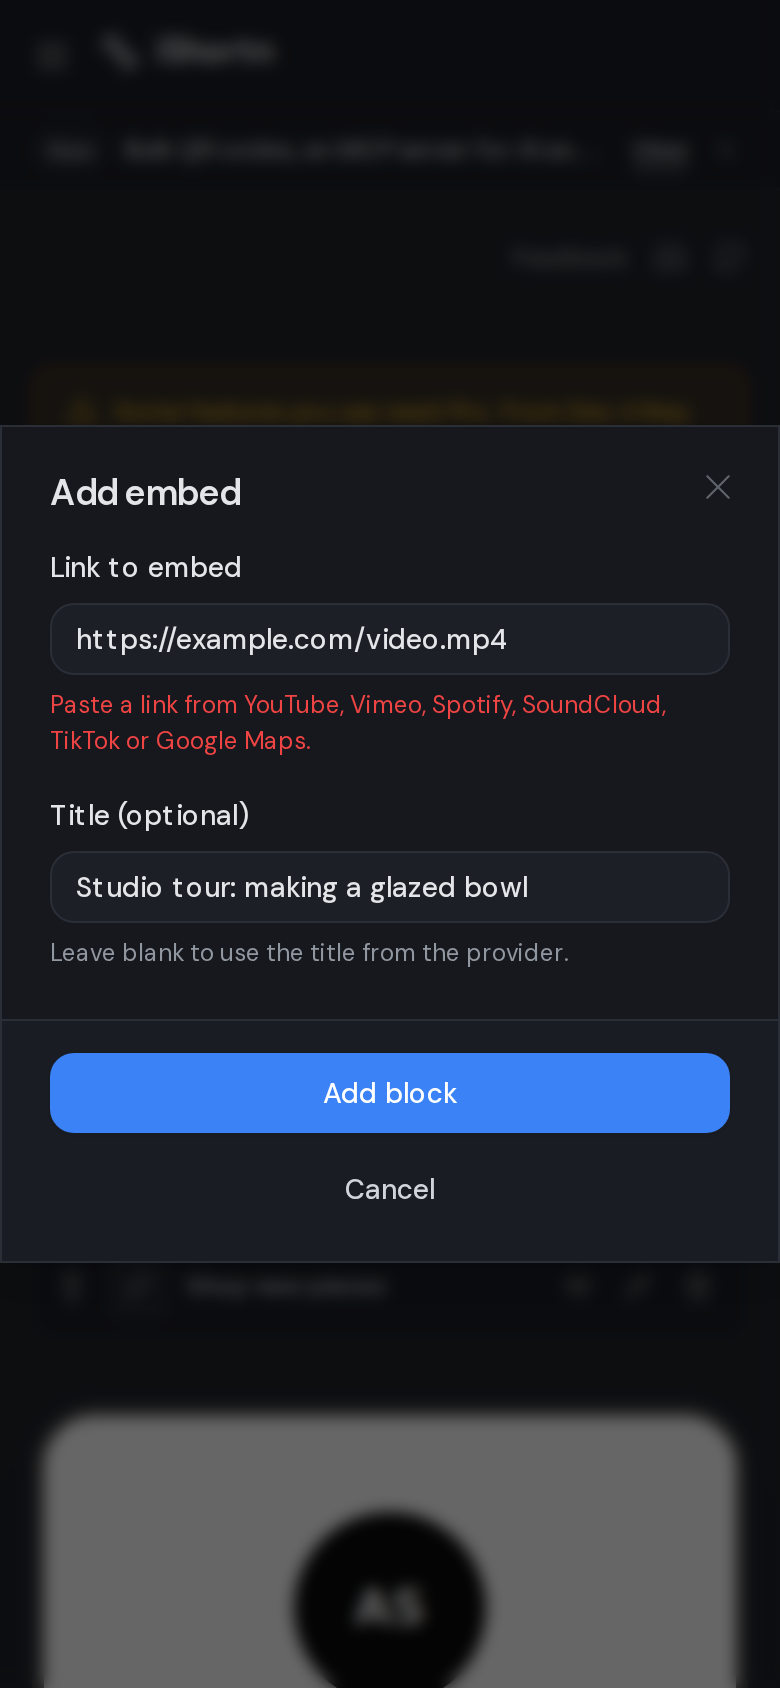 Add embed
Link to embed
https://example.com/video.mp4
Paste a link from YouTube, Vimeo, Spotify, SoundCloud,
TikTok or Google Maps.
Title (optional)
Studio tour: making a glazed bowl
Leave blank to use the title from the provider.
Add block
Cancel
AS